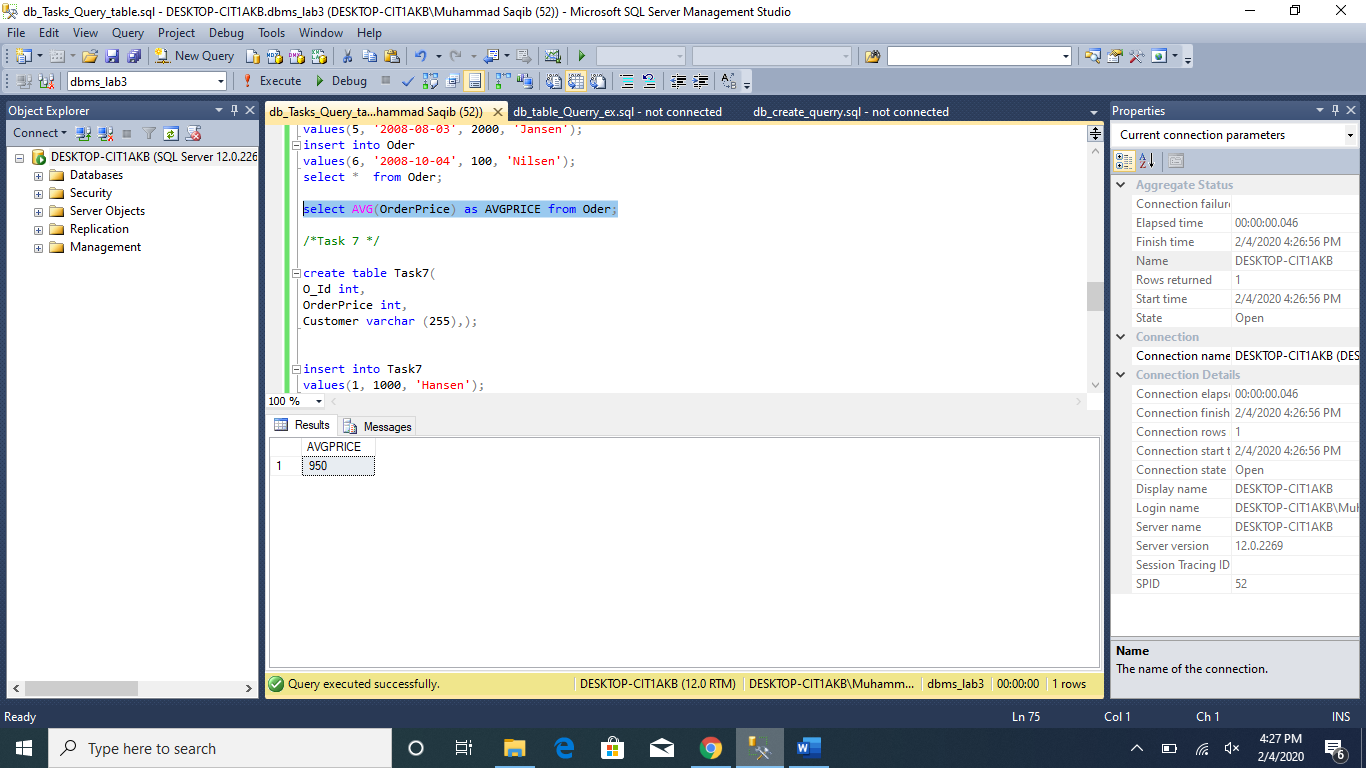 db_Tasks_Query_table.sql - DESKTOP-CIT1AKB.dbms_lab3 (DESKTOP-CIT1AKB\Muhammad Saqib (52)) - Microsoft SQL Server Management Studio
File Edit View Query Project Debug Tools Window Help
New Query
dbms_lab3
Execute
Debug
Object Explorer
Connect
DESKTOP-CIT1AKB (SQL Server 12.0.226
Databases
Security
Server Objects
Replication
Management
db_Tasks_Query_ta...hammad Saqib (52)) db_table_Querry_ex.sql - not connected db_create_querry.sql - not connected
values(5, '2008-08-03', 2000, 'Jansen');
insert into Oder
values(6, '2008-10-04', 100, 'Nilsen');
select *  from Oder;
select AVG(OrderPrice) as AVGPRICE from Oder;
/*Task 7 */
create table Task7(
O_Id int,
OrderPrice int,
Customer varchar (255),);
insert into Task7
values(1, 1000, 'Hansen');
100 %
Results Messages
AVGPRICE
1 950
Query executed successfully. DESKTOP-CIT1AKB (12.0 RTM) DESKTOP-CIT1AKB\Muhamm... dbms_lab3 00:00:00 1 rows
Properties
Current connection parameters
Aggregate Status
Connection failure
Elapsed time 00:00:00.046
Finish time 2/4/2020 4:26:56 PM
Name DESKTOP-CIT1AKB
Rows returned 1
Start time 2/4/2020 4:26:56 PM
State Open
Connection
Connection name DESKTOP-CIT1AKB (DES
Connection Details
Connection elapse 00:00:00.046
Connection finish 2/4/2020 4:26:56 PM
Connection rows 1
Connection start t 2/4/2020 4:26:56 PM
Connection state Open
Display name DESKTOP-CIT1AKB
Login name DESKTOP-CIT1AKB\Muh
Server name DESKTOP-CIT1AKB
Server version 12.0.2269
Session Tracing ID
SPID 52
Name
The name of the connection.
Ready Ln 75 Col 1 Ch 1 INS
Type here to search
4:27 PM
2/4/2020
6